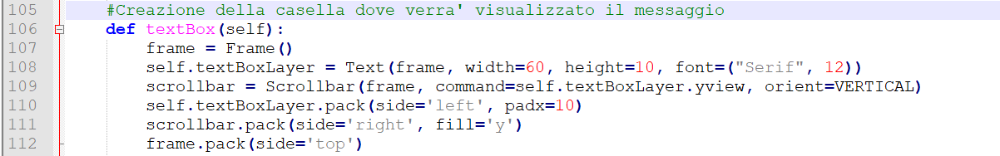 105 #Creazione della casella dove verra' visualizzato il messaggio
106 def textBox(self):
107 frame = Frame()
108 self.textBoxLayer = Text(frame, width=60, height=10, font=("Serif", 12))
109 scrollbar = Scrollbar(frame, command=self.textBoxLayer.yview, orient=VERTICAL)
110 self.textBoxLayer.pack(side='left', padx=10)
111 scrollbar.pack(side='right', fill='y')
112 frame.pack(side='top')